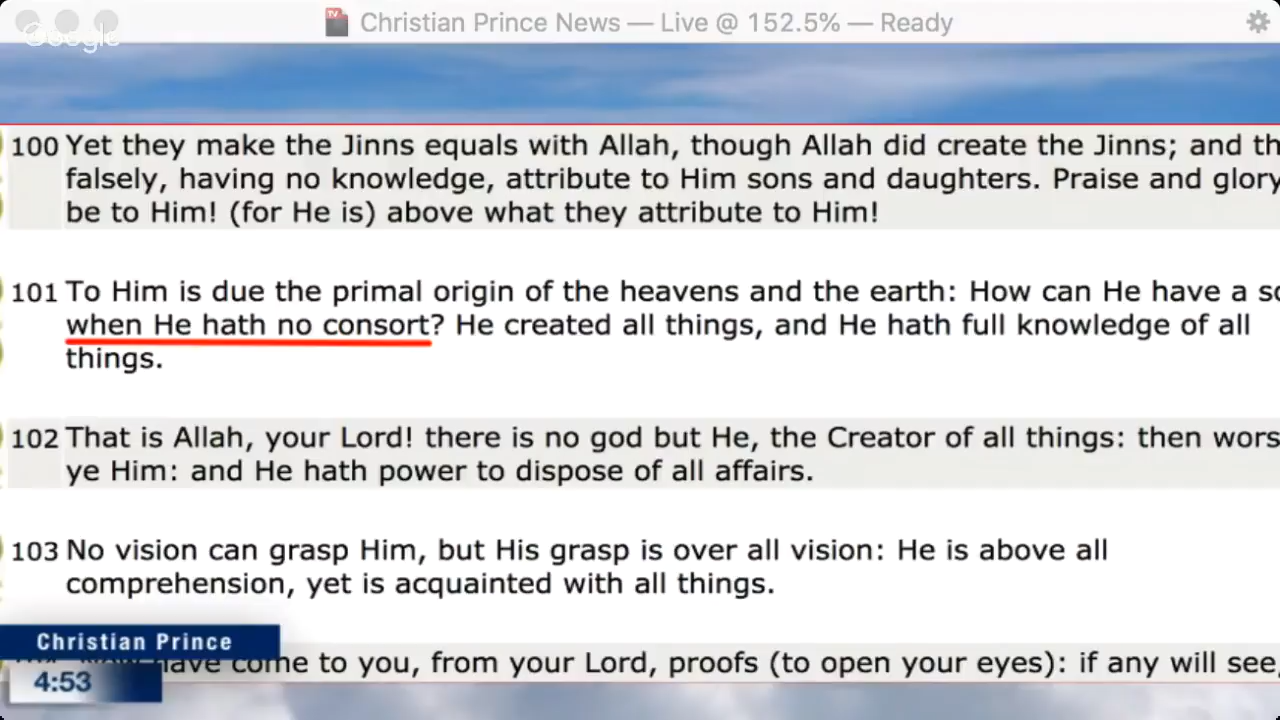 Christian Prince News — Live @ 152.5% — Ready
Google
100 Yet they make the Jinns equals with Allah, though Allah did create the Jinns; and th
falsely, having no knowledge, attribute to Him sons and daughters. Praise and glory
be to Him! (for He is) above what they attribute to Him!
101 To Him is due the primal origin of the heavens and the earth: How can He have a so
when He hath no consort? He created all things, and He hath full knowledge of all
things.
102 That is Allah, your Lord! there is no god but He, the Creator of all things: then wors
ye Him: and He hath power to dispose of all affairs.
103 No vision can grasp Him, but His grasp is over all vision: He is above all
comprehension, yet is acquainted with all things.
Christian Prince
have come to you, from your Lord, proofs (to open your eyes): if any will see,
4:53